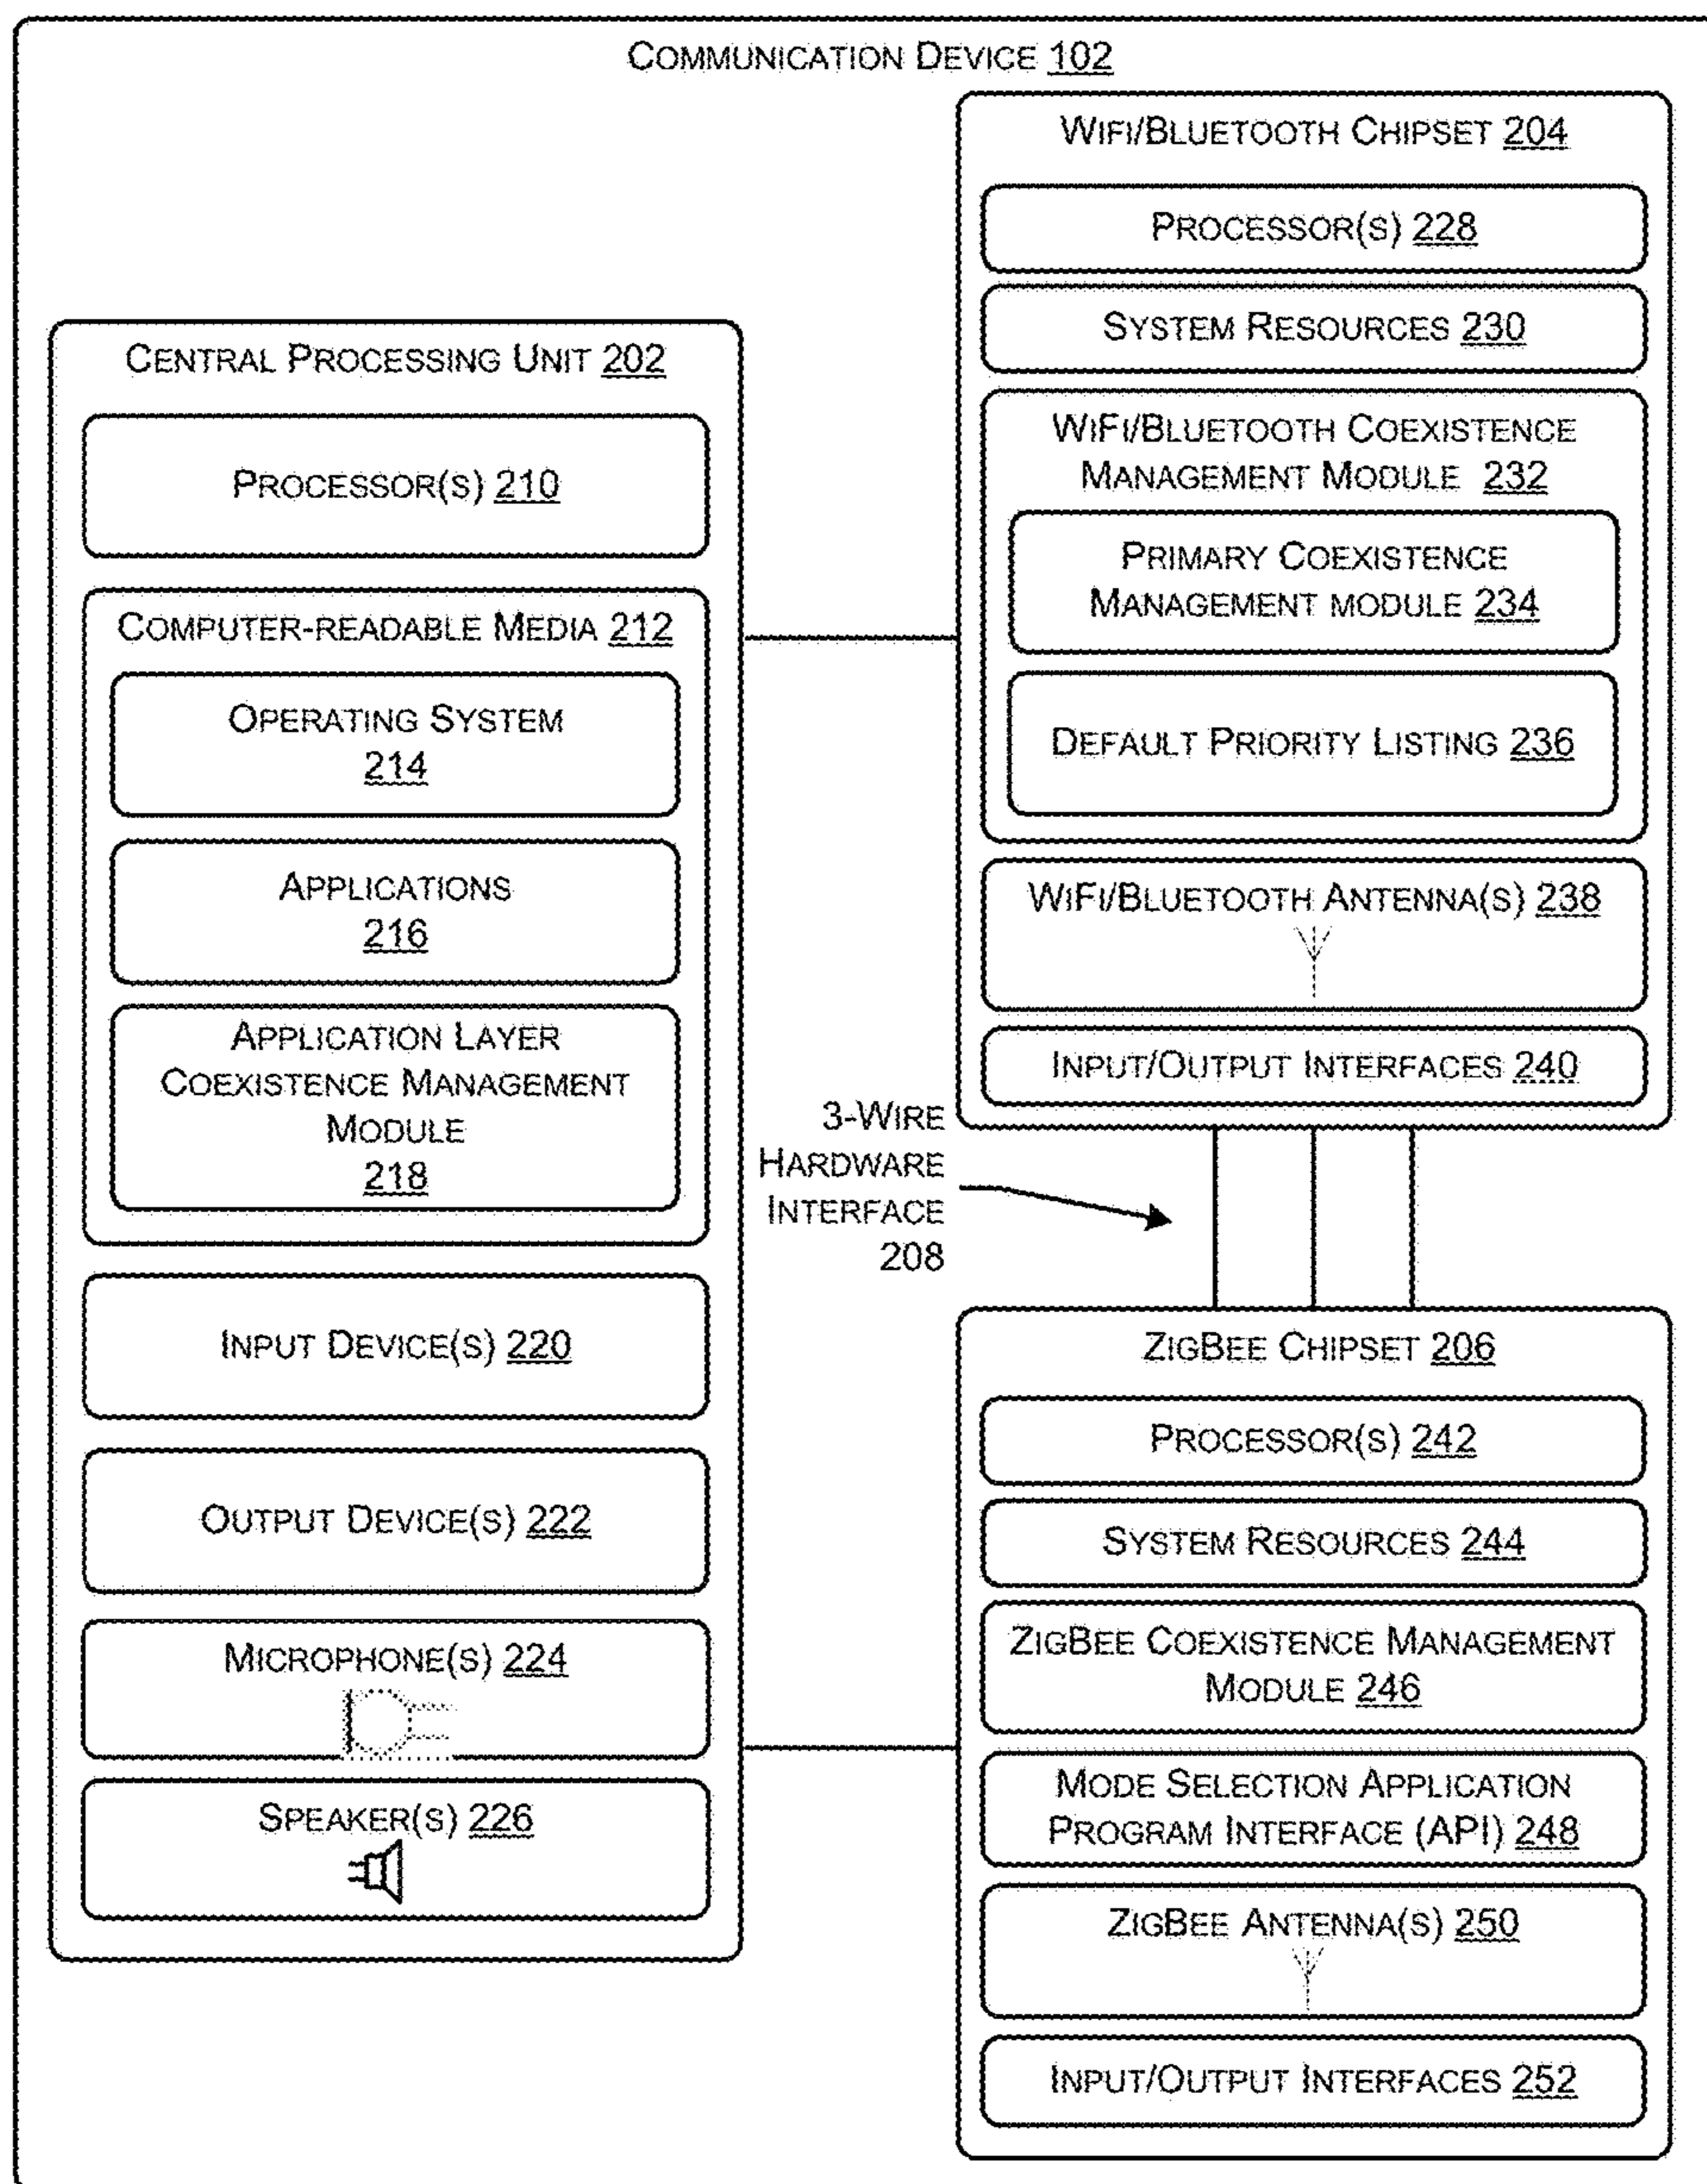 COMMUNICATION DEVICE 102
CENTRAL PROCESSING UNIT 202
PROCESSOR(S) 210
COMPUTER-READABLE MEDIA 212
OPERATING SYSTEM
214
APPLICATIONS
216
APPLICATION LAYER
COEXISTENCE MANAGEMENT
MODULE
218
INPUT DEVICE(S) 220
OUTPUT DEVICE(S) 222
MICROPHONE(S) 224
SPEAKER(S) 226
WIFI/BLUETOOTH CHIPSET 204
PROCESSOR(S) 228
SYSTEM RESOURCES 230
WIFI/BLUETOOTH COEXISTENCE
MANAGEMENT MODULE 232
PRIMARY COEXISTENCE
MANAGEMENT MODULE 234
DEFAULT PRIORITY LISTING 236
WIFI/BLUETOOTH ANTENNA(S) 238
INPUT/OUTPUT INTERFACES 240
3-WIRE
HARDWARE
INTERFACE
208
ZIGBEE CHIPSET 206
PROCESSOR(S) 242
SYSTEM RESOURCES 244
ZIGBEE COEXISTENCE MANAGEMENT
MODULE 246
MODE SELECTION APPLICATION
PROGRAM INTERFACE (API) 248
ZIGBEE ANTENNA(S) 250
INPUT/OUTPUT INTERFACES 252